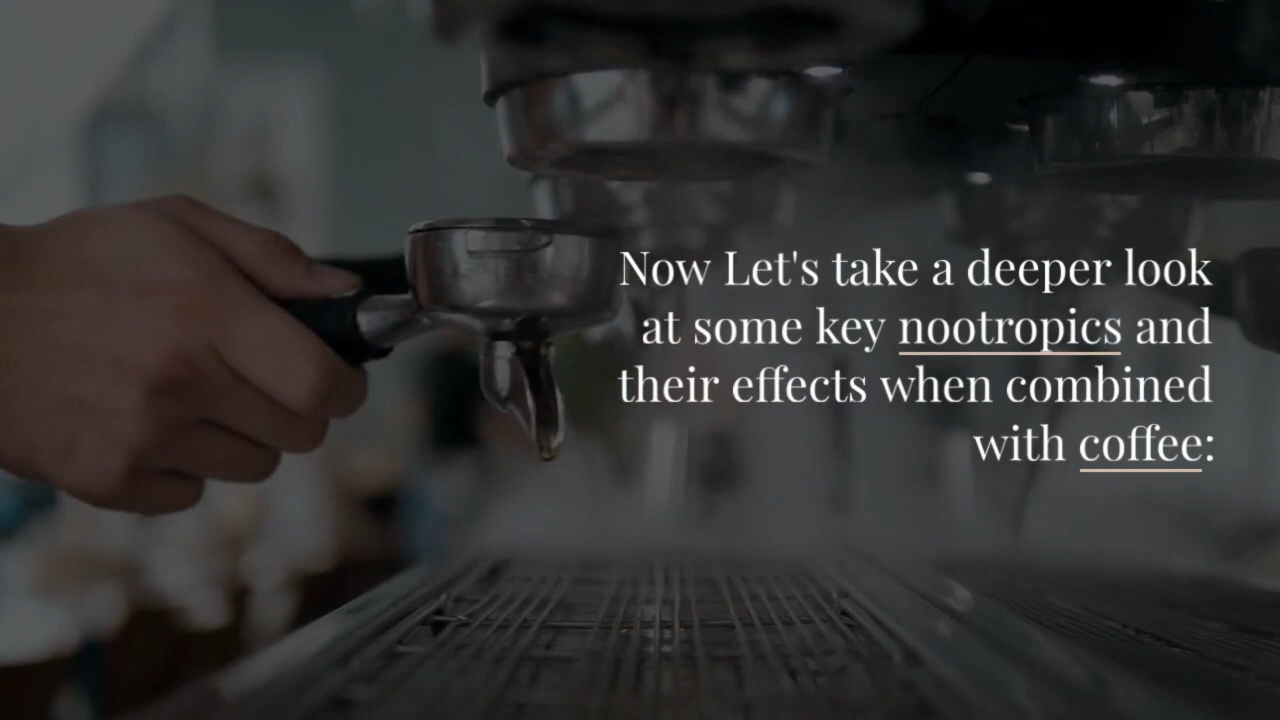 Now Let's take a deeper look
at some key nootropics and
their effects when combined
with coffee: